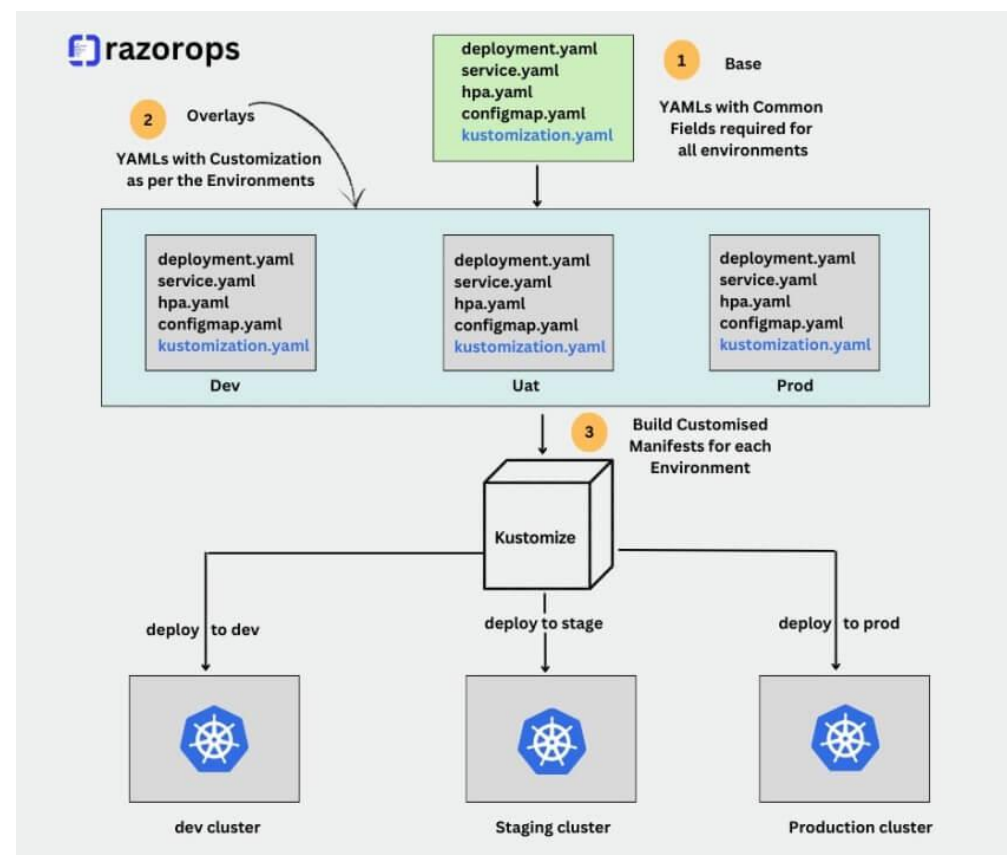 razorops
deployment.yaml
service.yaml
hpa.yaml
configmap.yaml
kustomization.yaml
1
Base
YAMLs with Common
Fields required for
all environments
2
Overlays
YAMLs with Customization
as per the Environments
deployment.yaml
service.yaml
hpa.yaml
configmap.yaml
kustomization.yaml
Dev
deployment.yaml
service.yaml
hpa.yaml
configmap.yaml
kustomization.yaml
Uat
deployment.yaml
service.yaml
hpa.yaml
configmap.yaml
kustomization.yaml
Prod
3
Build Customised
Manifests for each
Environment
Kustomize
deploy to dev
deploy to stage
deploy to prod
dev cluster
Staging cluster
Production cluster